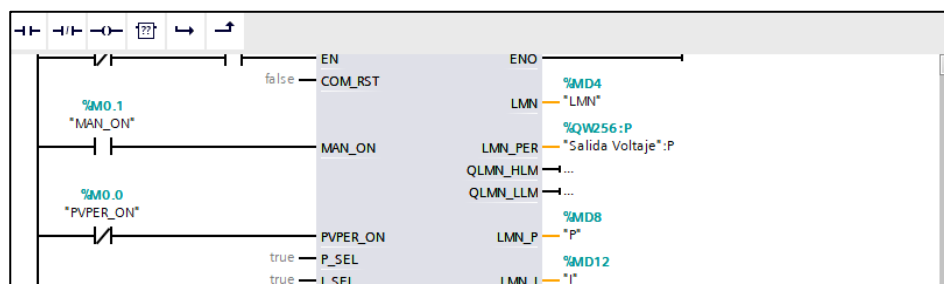 ??
EN ENO
false COM_RST
%MD4
LMN "LMN"
%M0.1
"MAN_ON"
%QW256:P
MAN_ON LMN_PER "Salida Voltaje":P
QLMN_HLM ...
QLMN_LLM ...
%M0.0
"PVPER_ON"
%MD8
PVPER_ON LMN_P "P"
true P_SEL
%MD12
true I_SEL LMN_I "I"